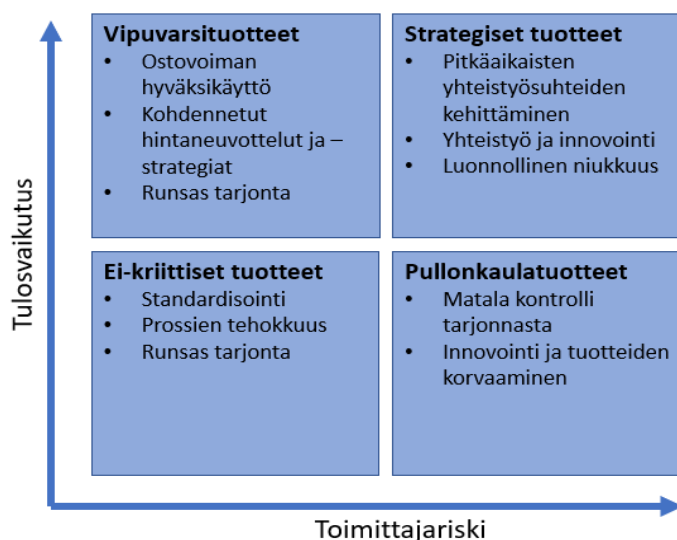 Tulosvaikutus
Vipuvarsituotteet
• Ostovoiman
hyväksikäyttö
• Kohdennetut
hintaneuvottelut ja –
strategiat
• Runsas tarjonta
Strategiset tuotteet
• Pitkäaikaisten
yhteistyösuhteiden
kehittäminen
• Yhteistyö ja innovointi
• Luonnollinen niukkuus
Ei-kriittiset tuotteet
• Standardisointi
• Prossien tehokkuus
• Runsas tarjonta
Pullonkaulatuotteet
• Matala kontrolli
tarjonnasta
• Innovointi ja tuotteiden
korvaaminen
Toimittajariski